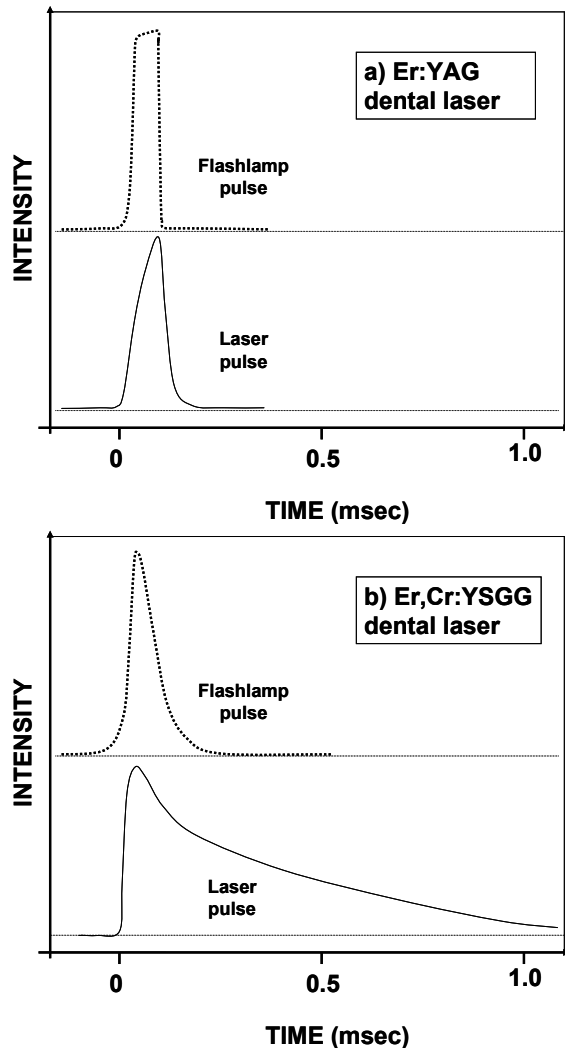 a) Er:YAG
dental laser
Flashlamp
pulse
INTENSITY
Laser
pulse
0
0.5
1.0
TIME (msec)
b) Er,Cr:YSGG
dental laser
Flashlamp
pulse
INTENSITY
Laser
pulse
0
0.5
1.0
TIME (msec)